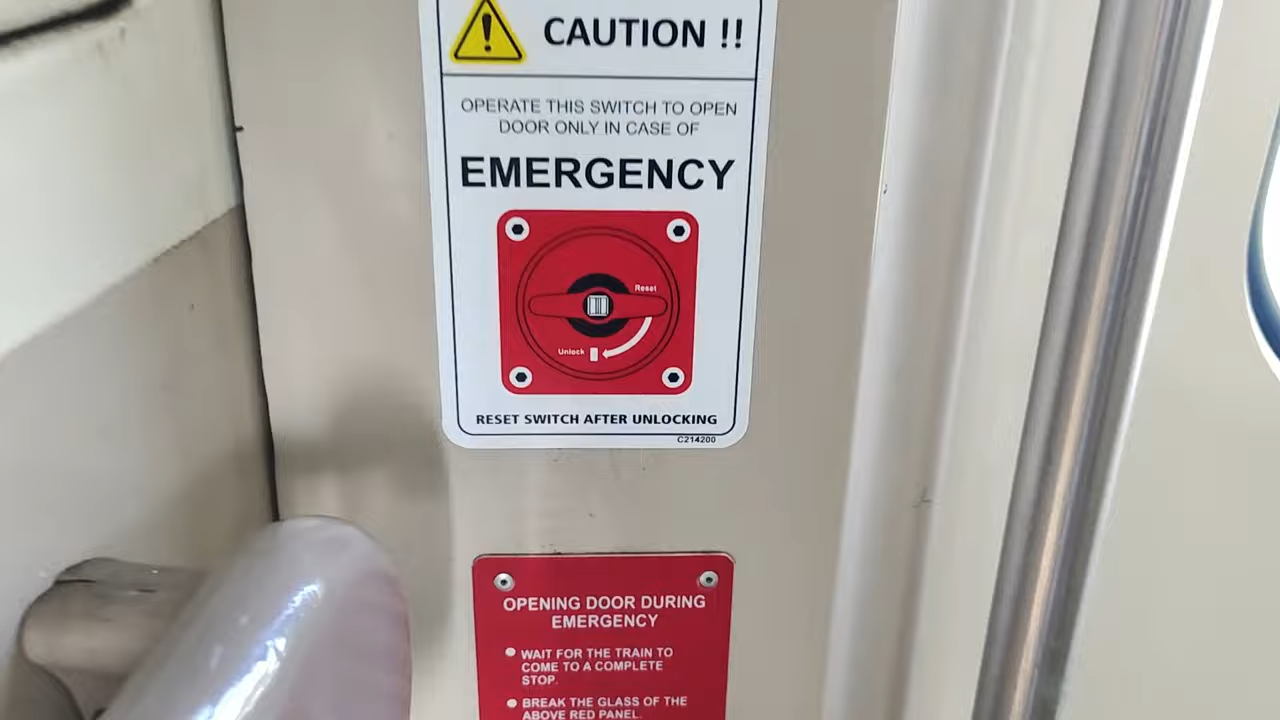 CAUTION !!
OPERATE THIS SWITCH TO OPEN
DOOR ONLY IN CASE OF
EMERGENCY
Reset
Unlock
RESET SWITCH AFTER UNLOCKING
C214200
OPENING DOOR DURING
EMERGENCY
WAIT FOR THE TRAIN TO
COME TO A COMPLETE
STOP.
BREAK THE GLASS OF THE
ABOVE RED PANEL.